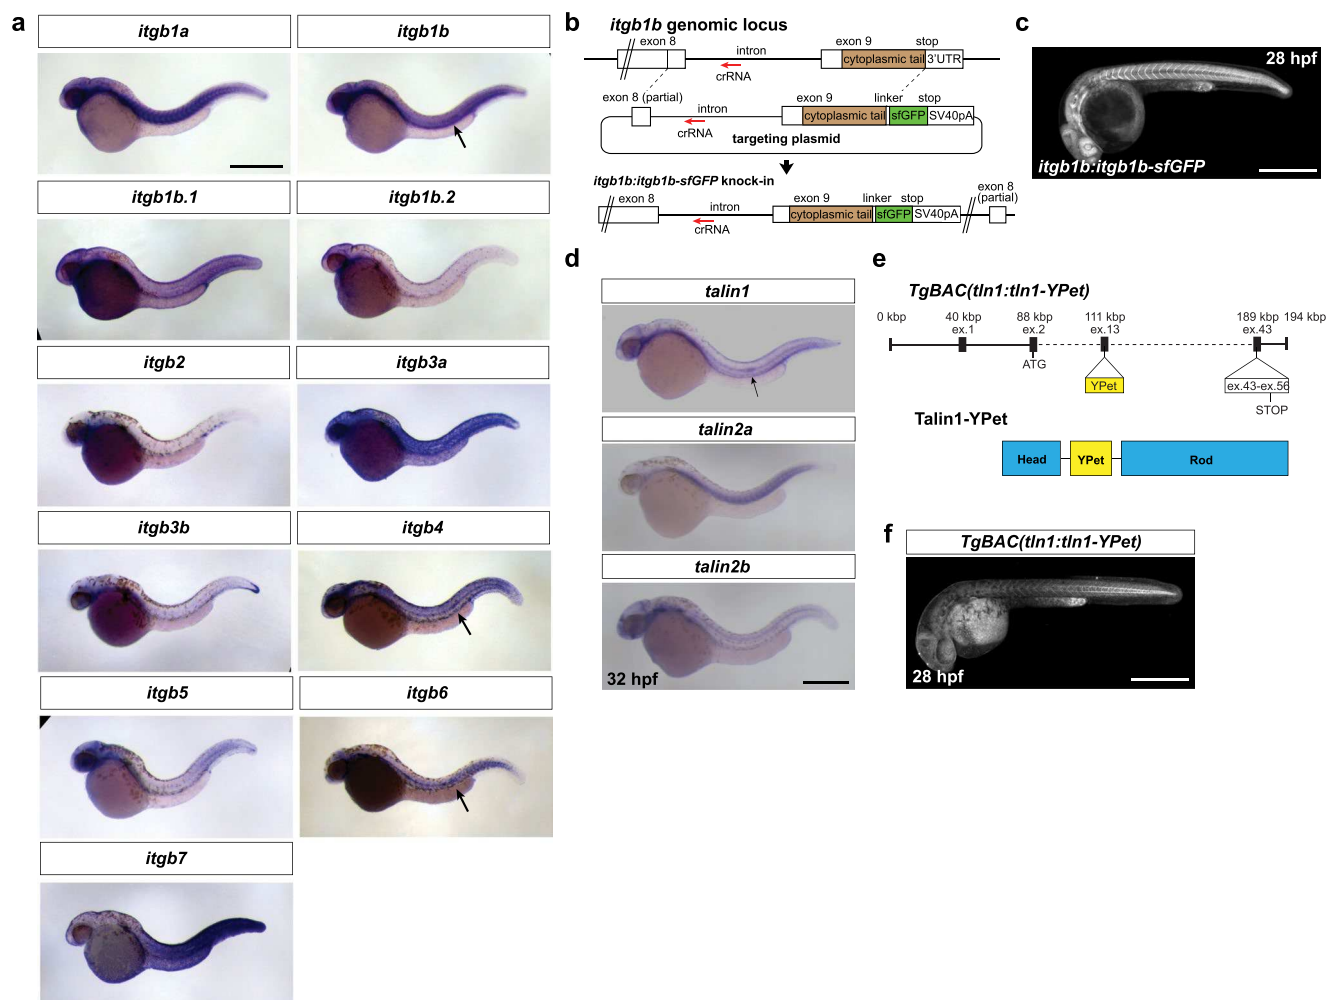 a
itgb1a
itgb1b
itgb1b.1
itgb1b.2
itgb2
itgb3a
itgb3b
itgb4
itgb5
itgb6
itgb7
b
itgb1b genomic locus
exon 8
intron
crRNA
exon 9
stop
cytoplasmic tail
3'UTR
exon 8 (partial)
intron
crRNA
exon 9
linker
stop
cytoplasmic tail
sfGFP
SV40pA
targeting plasmid
itgb1b:itgb1b-sfGFP knock-in
exon 8
intron
crRNA
exon 9
linker
stop
cytoplasmic tail
sfGFP
SV40pA
exon 8
(partial)
c
28 hpf
itgb1b:itgb1b-sfGFP
d
talin1
talin2a
talin2b
32 hpf
e
TgBAC(tln1:tln1-YPet)
0 kbp
40 kbp
ex.1
88 kbp
ex.2
111 kbp
ex.13
189 kbp
ex.43
194 kbp
ATG
YPet
ex.43-ex.56
STOP
Talin1-YPet
Head
YPet
Rod
f
TgBAC(tln1:tln1-YPet)
28 hpf